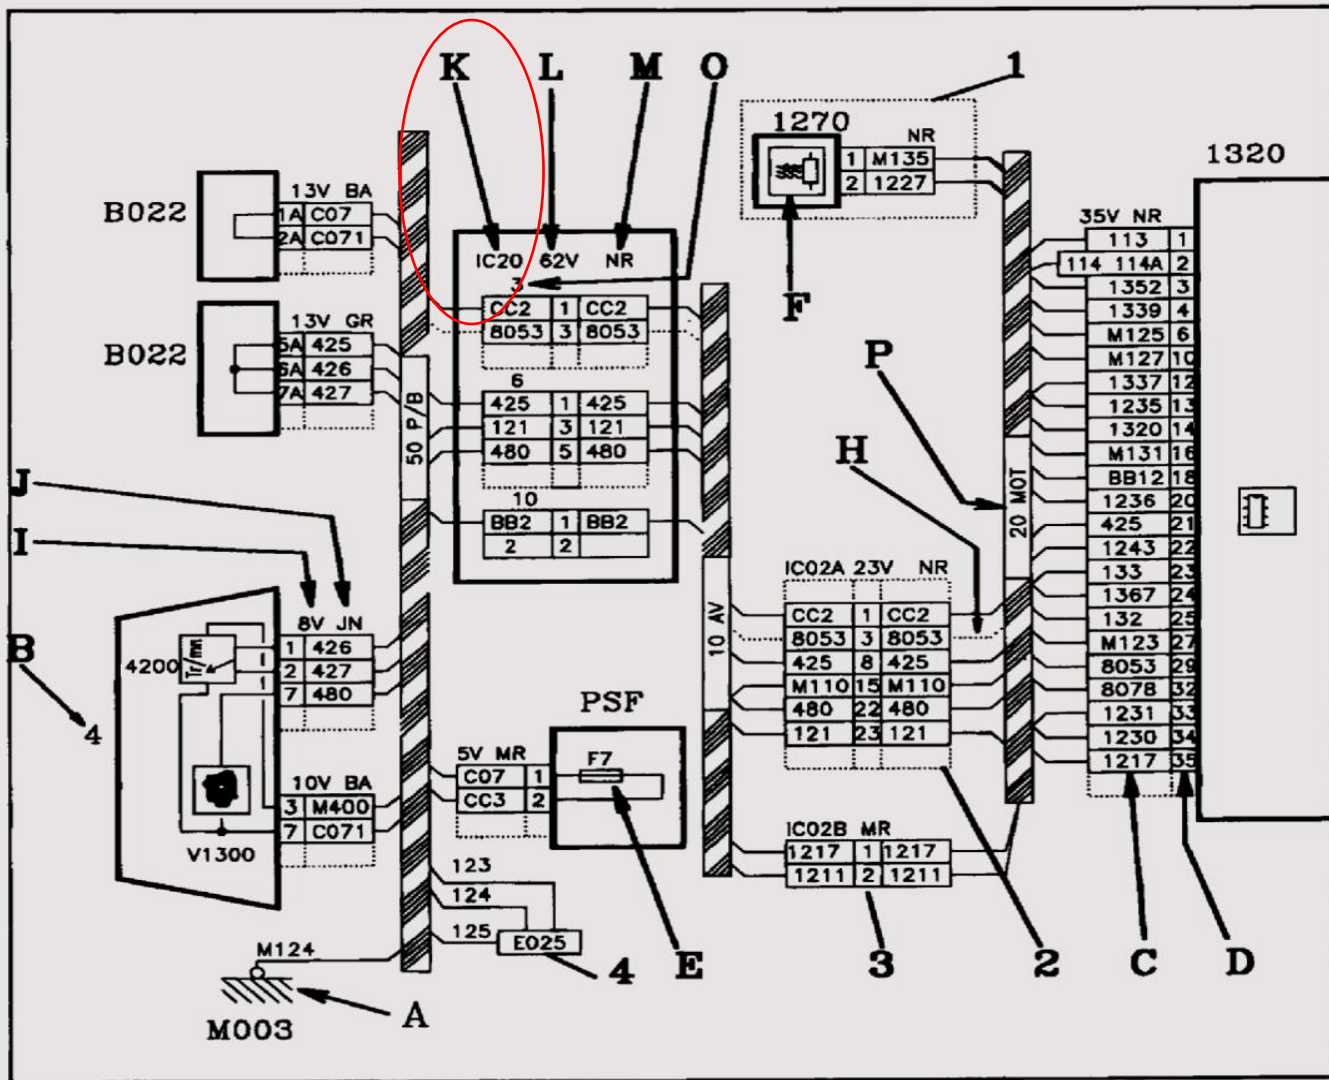 K L M O 1
1270
NR
1 M135
2 1227
1320
F
B022
13V BA
1A C07
2A C071
B022
13V GR
5A 425
6A 426
7A 427
IC20 62V NR
3
CC2 1 CC2
8053 3 8053
6
425 1 425
121 3 121
480 5 480
10
BB2 1 BB2
2 2
50 P/B
10 AV
20 MOT
P
H
J
I
B
4
8V JN
4200
Tr/mn
1 426
2 427
7 480
10V BA
3 M400
7 C071
V1300
PSF
5V MR
C07 1
CC3 2
F7
E
123
124
125
E025
4
M124
M003
A
IC02A 23V NR
CC2 1 CC2
8053 3 8053
425 8 425
M110 15 M110
480 22 480
121 23 121
IC02B MR
1217 1 1217
1211 2 1211
3
2
35V NR
113 1
114 114A 2
1352 3
1339 4
M125 6
M127 10
1337 12
1235 13
1320 14
M131 16
BB12 18
1236 20
425 21
1243 22
133 23
1367 24
132 25
M123 27
8053 29
8078 32
1231 33
1230 34
1217 35
C
D